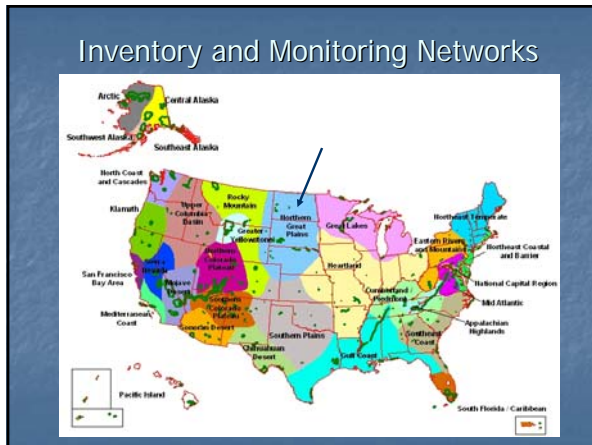 Inventory and Monitoring Networks
Arctic
Central Alaska
Southwest Alaska
Southeast Alaska
North Coast
and Cascades
Klamath
Upper
Columbia
Basin
Rocky
Mountain
Greater
Yellowstone
Northern
Great
Plains
Great Lakes
Northeast Temperate
Eastern Rivers
and Mountains
Northeast Coastal
and Barrier
National Capital Region
Mid Atlantic
Appalachian
Highlands
Cumberland /
Piedmont
Heartland
Northern
Colorado
Plateau
Sierra
Nevada
San Francisco
Bay Area
Mojave
Desert
Mediterranean
Coast
Southern
Colorado
Plateau
Sonoran Desert
Chihuahuan
Desert
Southern Plains
Gulf Coast
Southeast
Coast
South Florida / Caribbean
Pacific Island